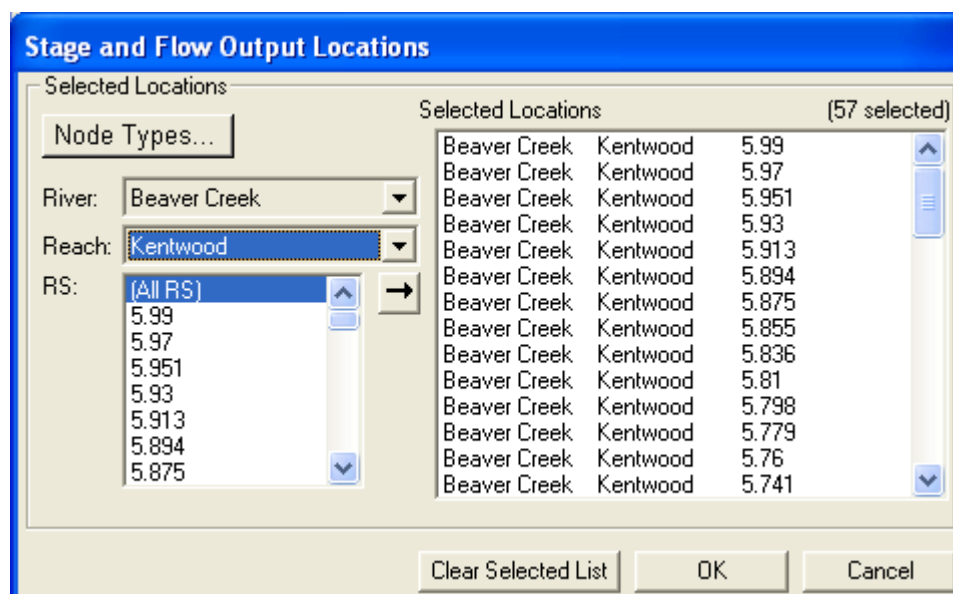 Stage and Flow Output Locations
Selected Locations
Node Types...
River: Beaver Creek
Reach: Kentwood
RS: (All RS)
5.99
5.97
5.951
5.93
5.913
5.894
5.875
Selected Locations (57 selected)
Beaver Creek Kentwood 5.99
Beaver Creek Kentwood 5.97
Beaver Creek Kentwood 5.951
Beaver Creek Kentwood 5.93
Beaver Creek Kentwood 5.913
Beaver Creek Kentwood 5.894
Beaver Creek Kentwood 5.875
Beaver Creek Kentwood 5.855
Beaver Creek Kentwood 5.836
Beaver Creek Kentwood 5.81
Beaver Creek Kentwood 5.798
Beaver Creek Kentwood 5.779
Beaver Creek Kentwood 5.76
Beaver Creek Kentwood 5.741
Clear Selected List OK Cancel